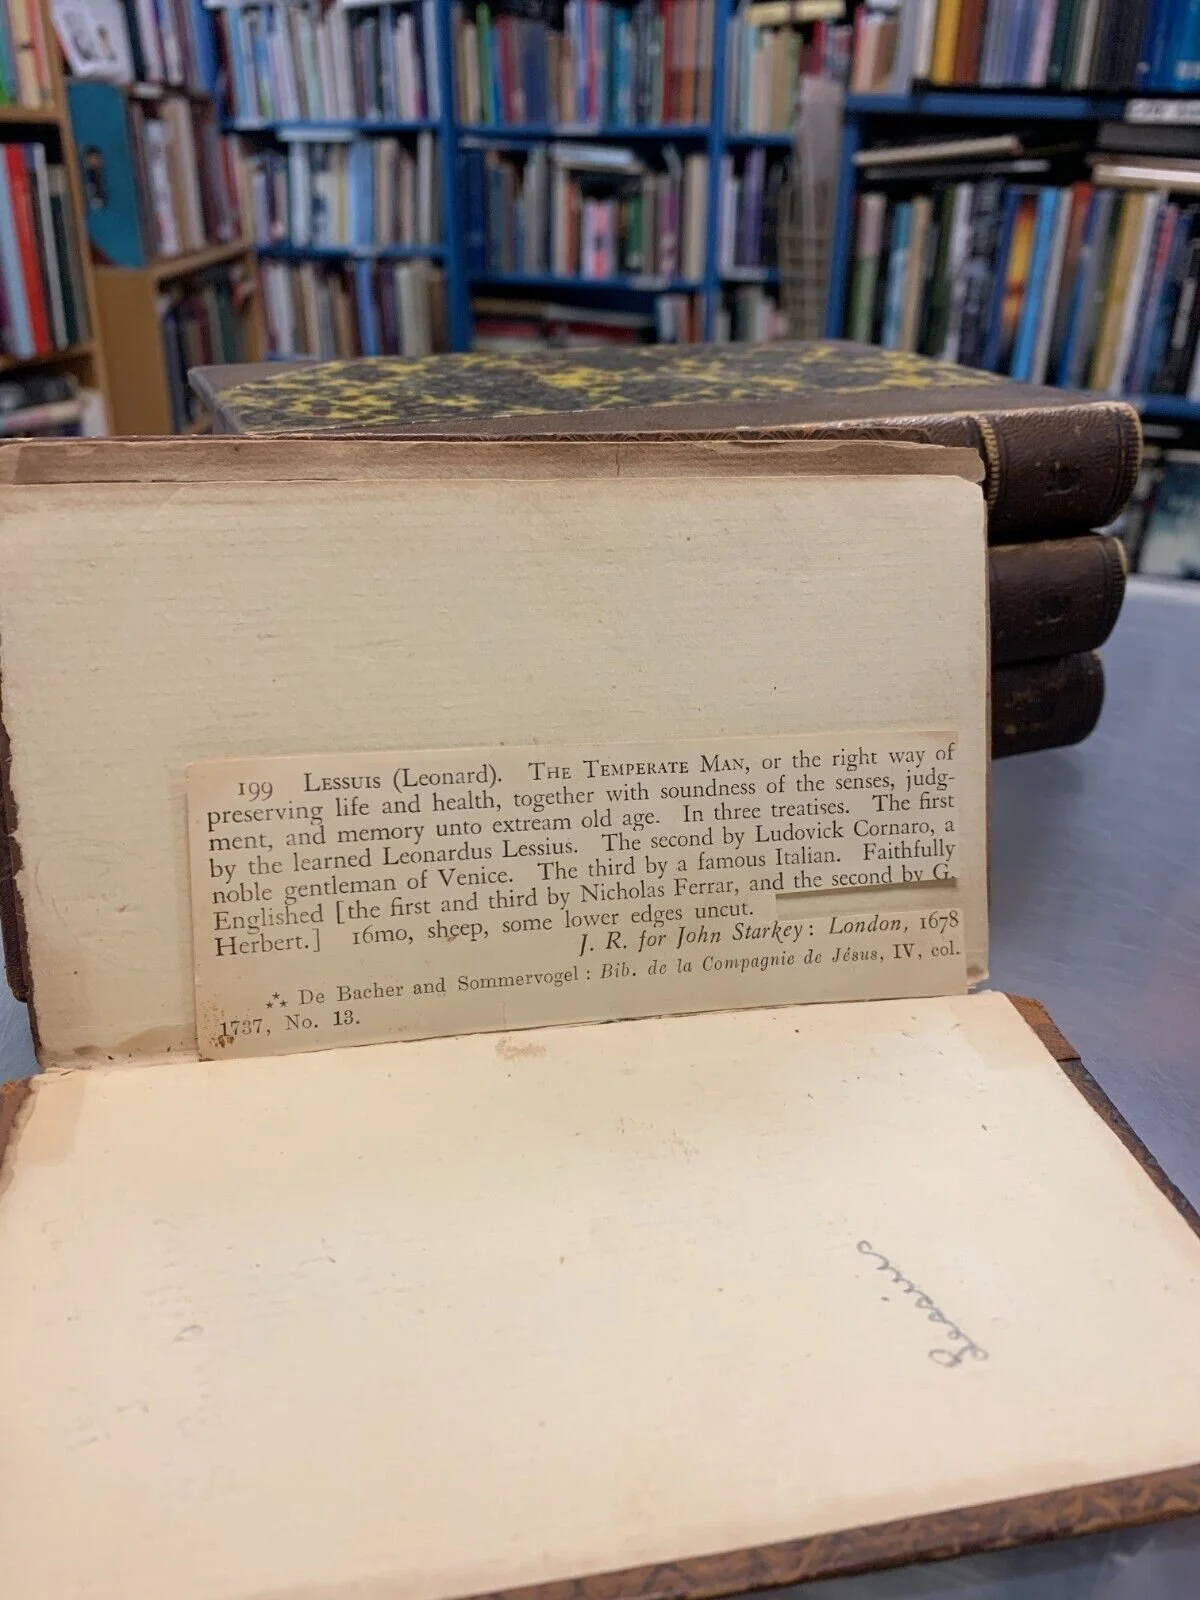 199 LESSUIS (Leonard). THE TEMPERATE MAN, or the right way of
preserving life and health, together with soundness of the senses, judg-
ment, and memory unto extream old age. In three treatises. The first
by the learned Leonardus Lessius. The second by Ludovick Cornaro, a
noble gentleman of Venice. The third by a famous Italian. Faithfully
Englished [the first and third by Nicholas Ferrar, and the second by G.
Herbert.] 16mo, sheep, some lower edges uncut.
J. R. for John Starkey: London, 1678
⁂ De Bacher and Sommervogel: Bib. de la Compagnie de Jésus, IV, col.
1737, No. 13.
Lessius